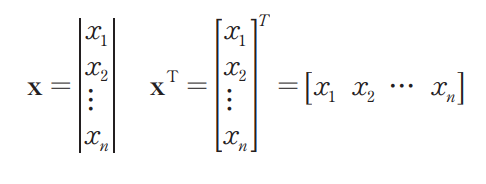 x = |x₁ x₂ ⋮ xₙ| xᵀ = [x₁ x₂ ⋮ xₙ]ᵀ = [x₁ x₂ ⋯ xₙ]